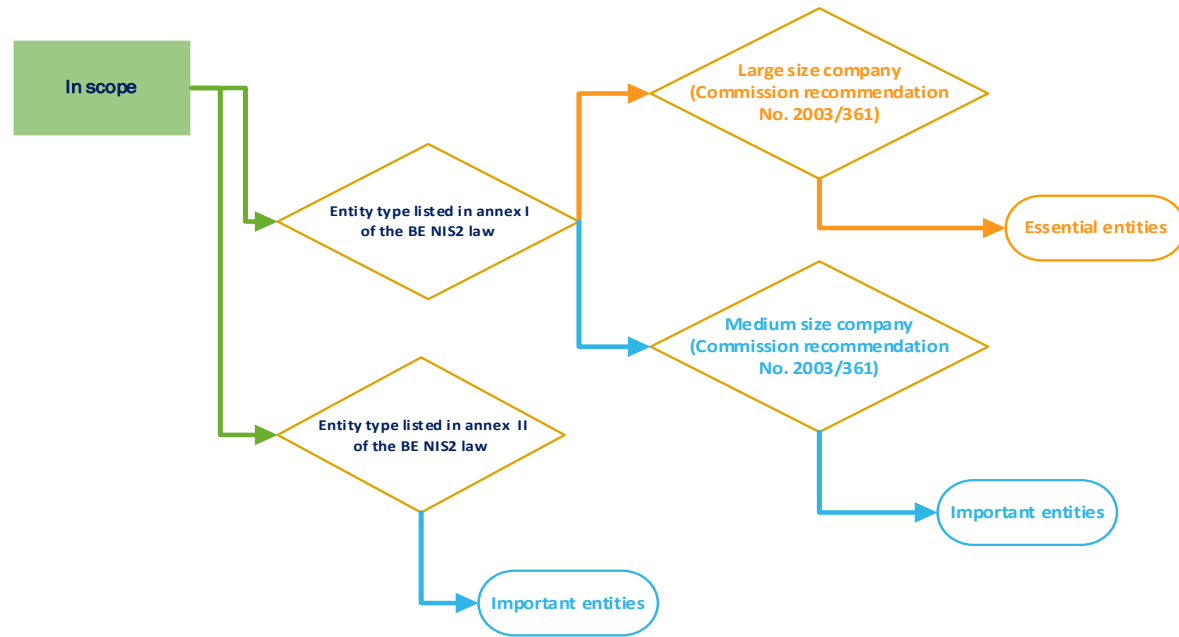 In scope
Large size company
(Commission recommendation
No. 2003/361)
Entity type listed in annex I
of the BE NIS2 law
Essential entities
Medium size company
(Commission recommendation
No. 2003/361)
Entity type listed in annex II
of the BE NIS2 law
Important entities
Important entities